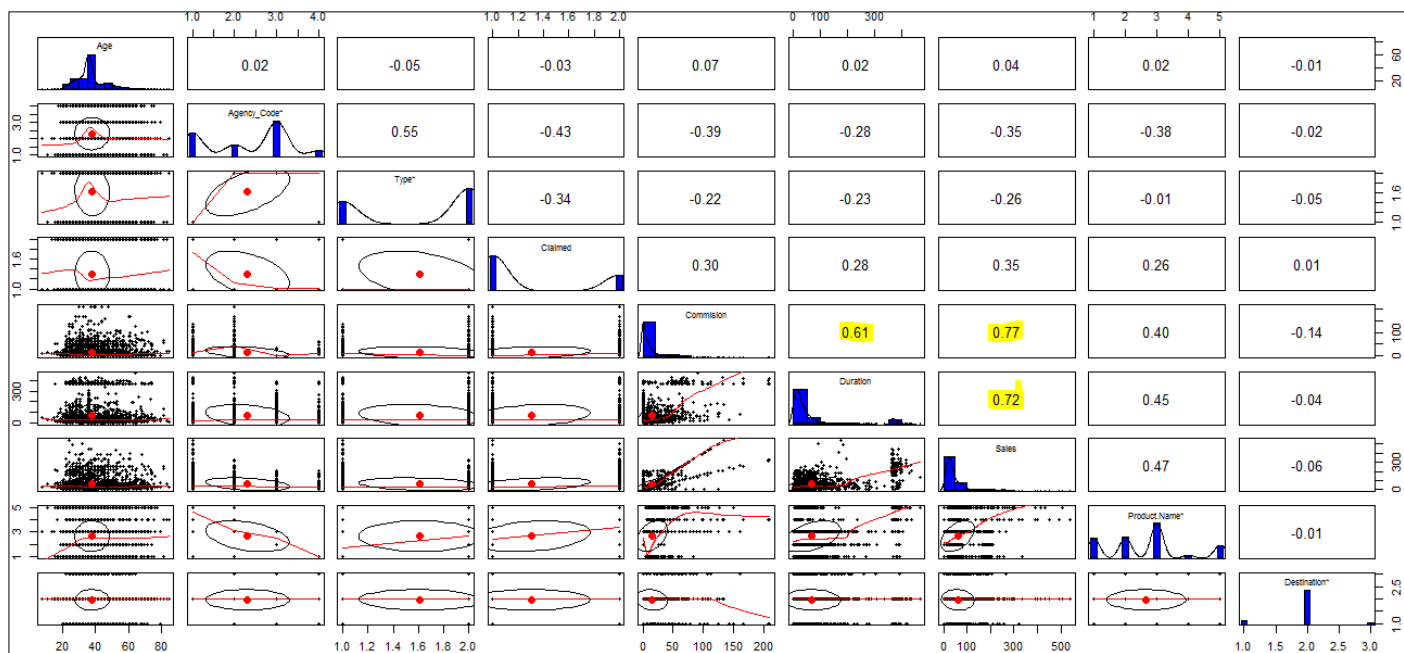 1.0 2.0 3.0 4.0 1.0 1.2 1.4 1.6 1.8 2.0 0 100 300 1 2 3 4 5
Age 0.02 -0.05 -0.03 0.07 0.02 0.04 0.02 -0.01 20 60
1.0 3.0 Agency_Code* 0.55 -0.43 -0.39 -0.28 -0.35 -0.38 -0.02
Type* -0.34 -0.22 -0.23 -0.26 -0.01 -0.05 1.0 1.6
1.0 1.6 Claimed 0.30 0.28 0.35 0.26 0.01
Commision 0.61 0.77 0.40 -0.14 0 100
0 300 Duration 0.72 0.45 -0.04
Sales 0.47 -0.06 0 300
1 3 5 Product.Name* -0.01
Destination* 1.0 2.5
20 40 60 80 1.0 1.2 1.4 1.6 1.8 2.0 0 50 100 150 200 0 100 200 300 400 500 1.0 1.5 2.0 2.5 3.0